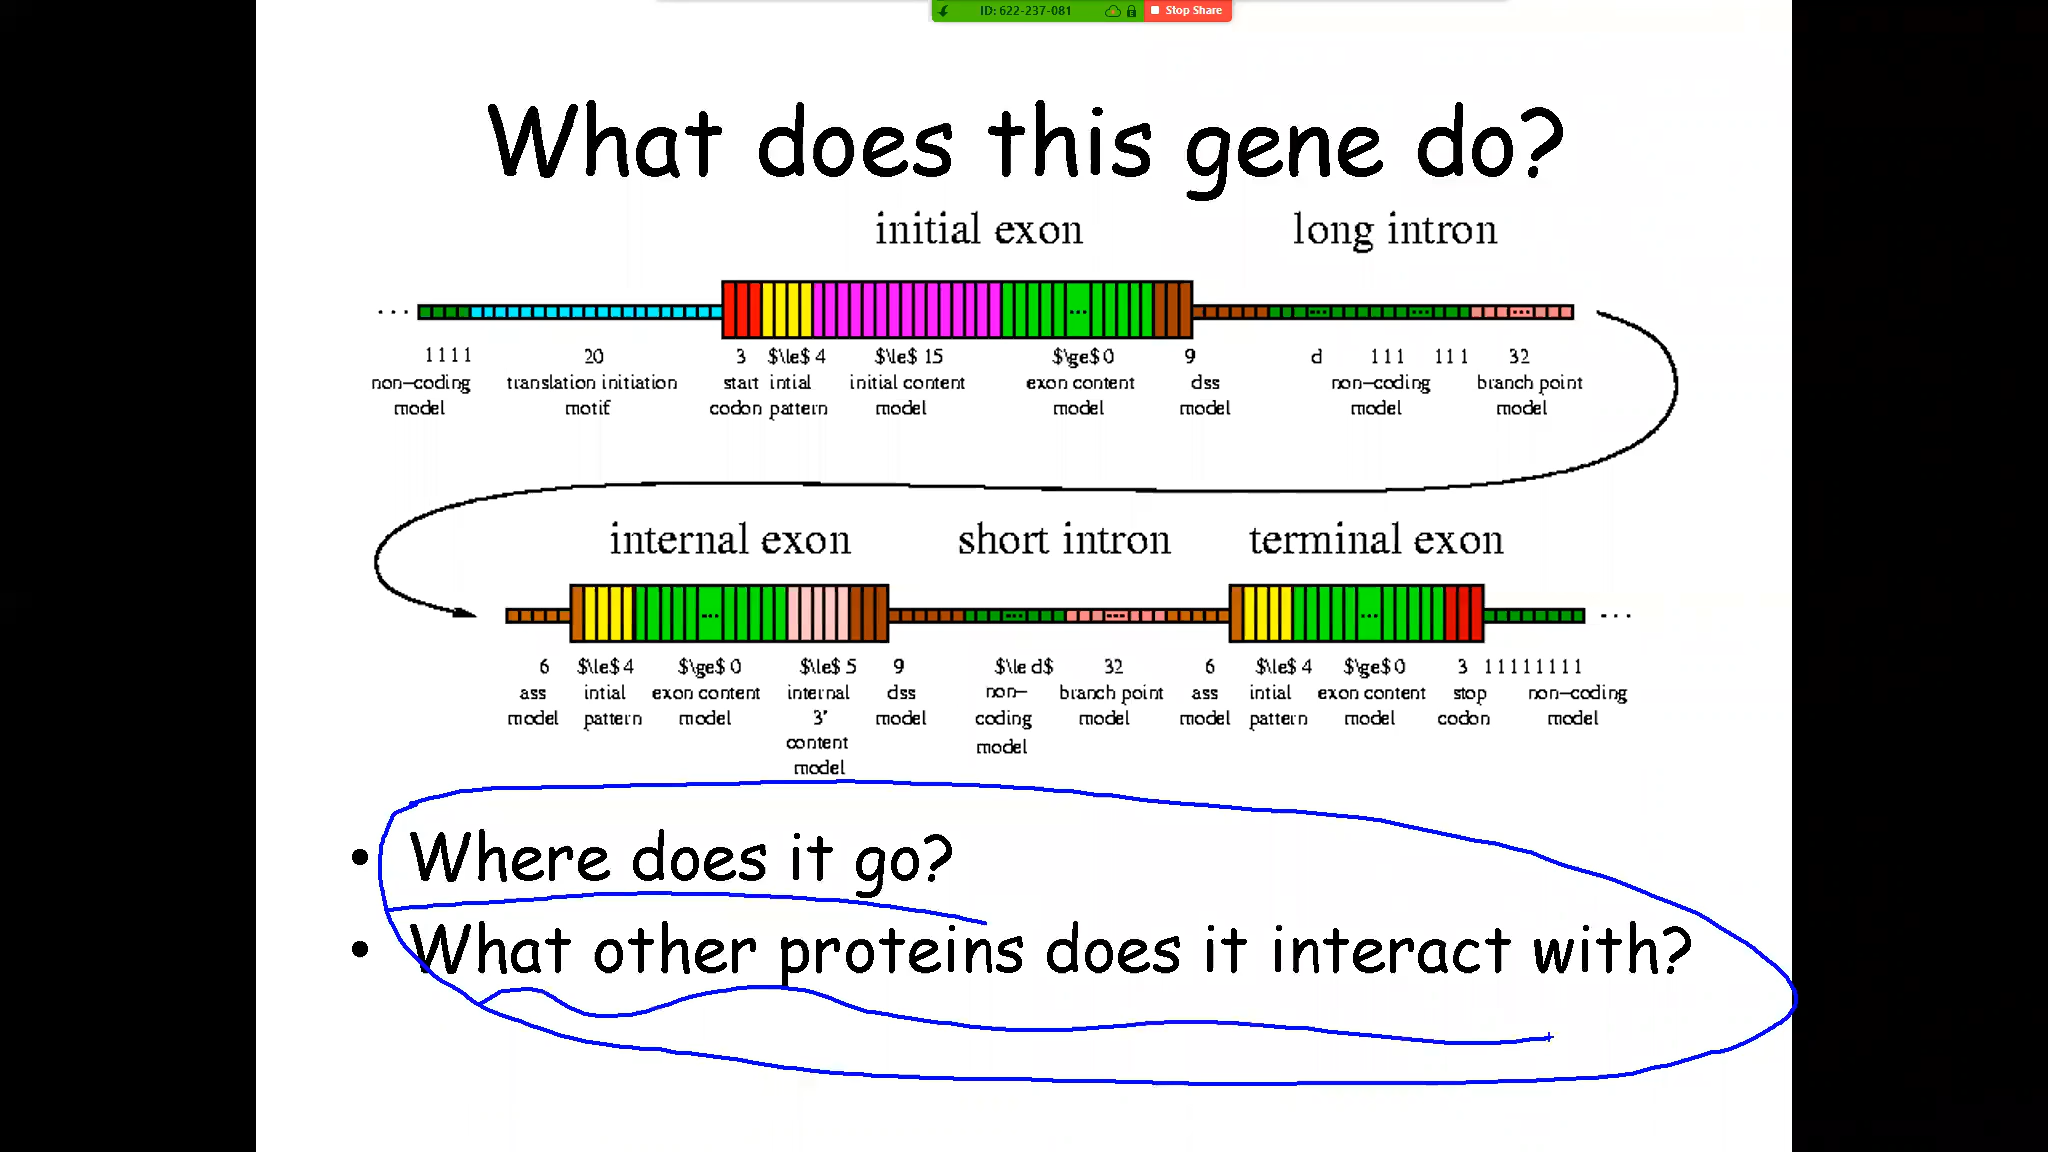 ID: 622-237-081 Stop Share
What does this gene do?
initial exon long intron
...
1111 20 3 $\le$ 4 $\le$ 15 $\ge$ 0 9 d 111 111 32
non-coding translation initiation start intial initial content exon content dss non-coding branch point
model motif codon pattern model model model model model
internal exon short intron terminal exon
...
6 $\le$ 4 $\ge$ 0 $\le$ 5 9 $\le d$ 32 6 $\le$ 4 $\ge$ 0 3 11111111
ass intial exon content internal dss non- branch point ass intial exon content stop non-coding
model pattern model 3' model coding model model pattern model codon model
content model
model
• Where does it go?
• What other proteins does it interact with?